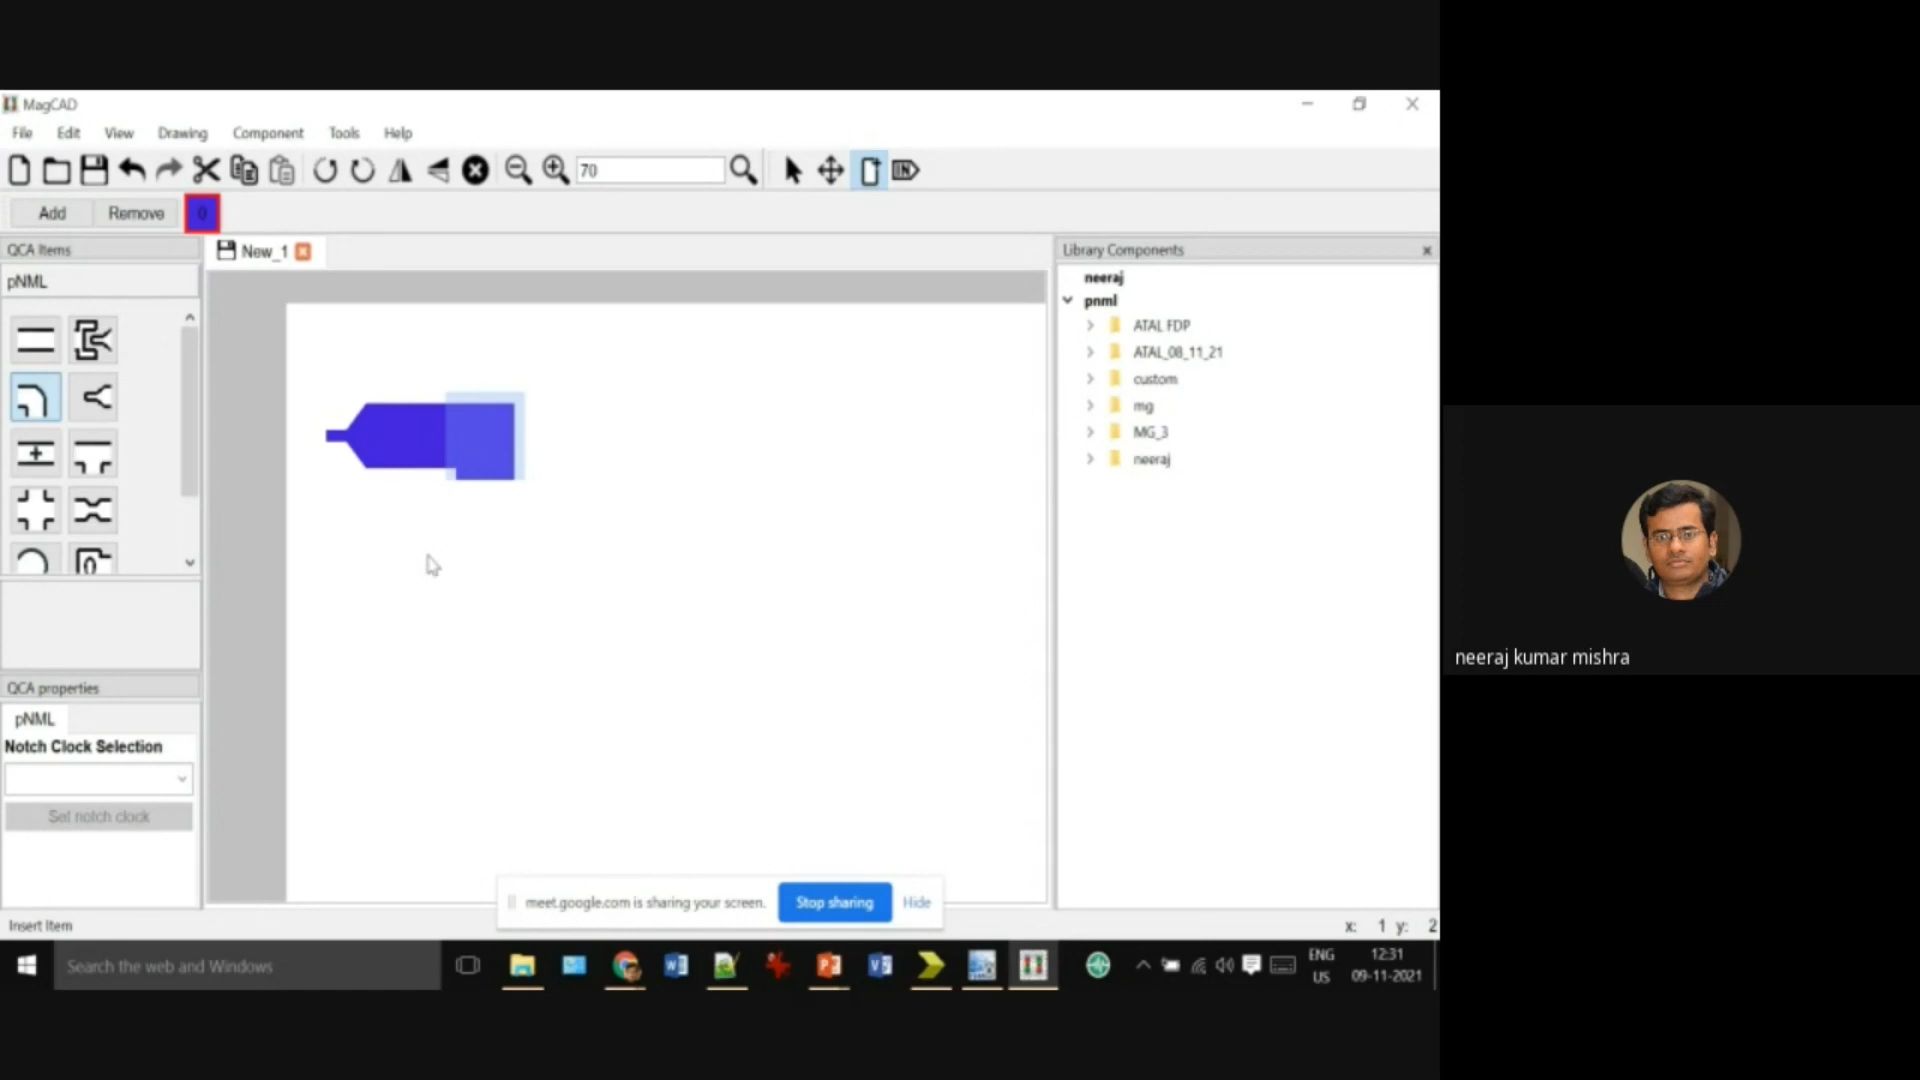 MagCAD
File Edit View Drawing Component Tools Help
70
IN
Add Remove 0
QCA Items
New_1
Library Components
pNML
neeraj
pnml
ATAL FDP
ATAL_08_11_21
custom
mg
MG_3
neeraj
0
QCA properties
pNML
Notch Clock Selection
Set notch clock
neeraj kumar mishra
meet.google.com is sharing your screen. Stop sharing Hide
Insert Item
x: 1 y: 2
Search the web and Windows
ENG
US
12:31
09-11-2021